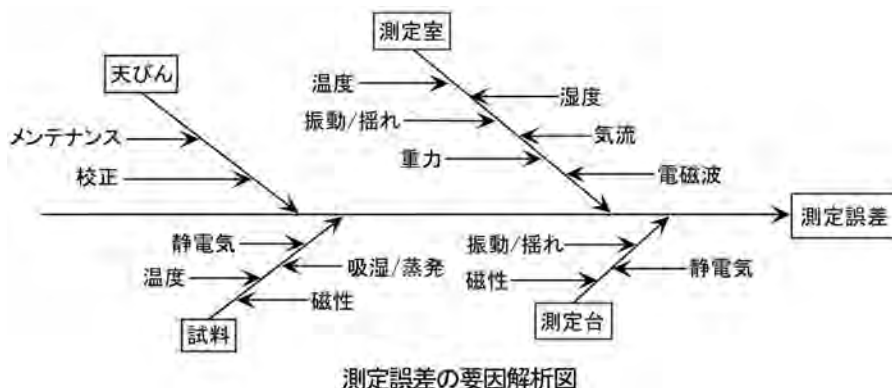 測定室
天びん
温度
湿度
振動/揺れ
気流
メンテナンス
重力
電磁波
校正
測定誤差
静電気
吸湿/蒸発
温度
磁性
試料
振動/揺れ
静電気
磁性
測定台
測定誤差の要因解析図